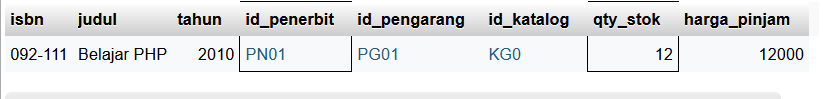 isbn judul tahun id_penerbit id_pengarang id_katalog qty_stok harga_pinjam
092-111 Belajar PHP 2010 PN01 PG01 KG0 12 12000